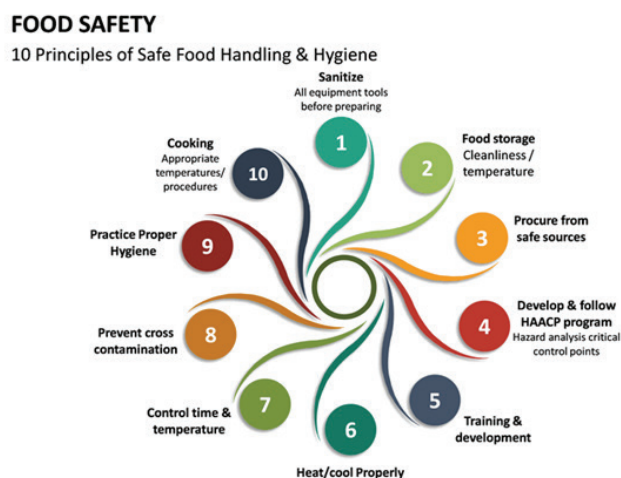 FOOD SAFETY
10 Principles of Safe Food Handling & Hygiene
Sanitize
All equipment tools
before preparing
1
Food storage
Cleanliness /
temperature
2
Procure from
safe sources
3
Develop & follow
HAACP program
Hazard analysis critical
control points
4
Training &
development
5
Heat/cool Properly
6
Control time &
temperature
7
Prevent cross
contamination
8
Practice Proper
Hygiene
9
Cooking
Appropriate
temperatures/
procedures
10